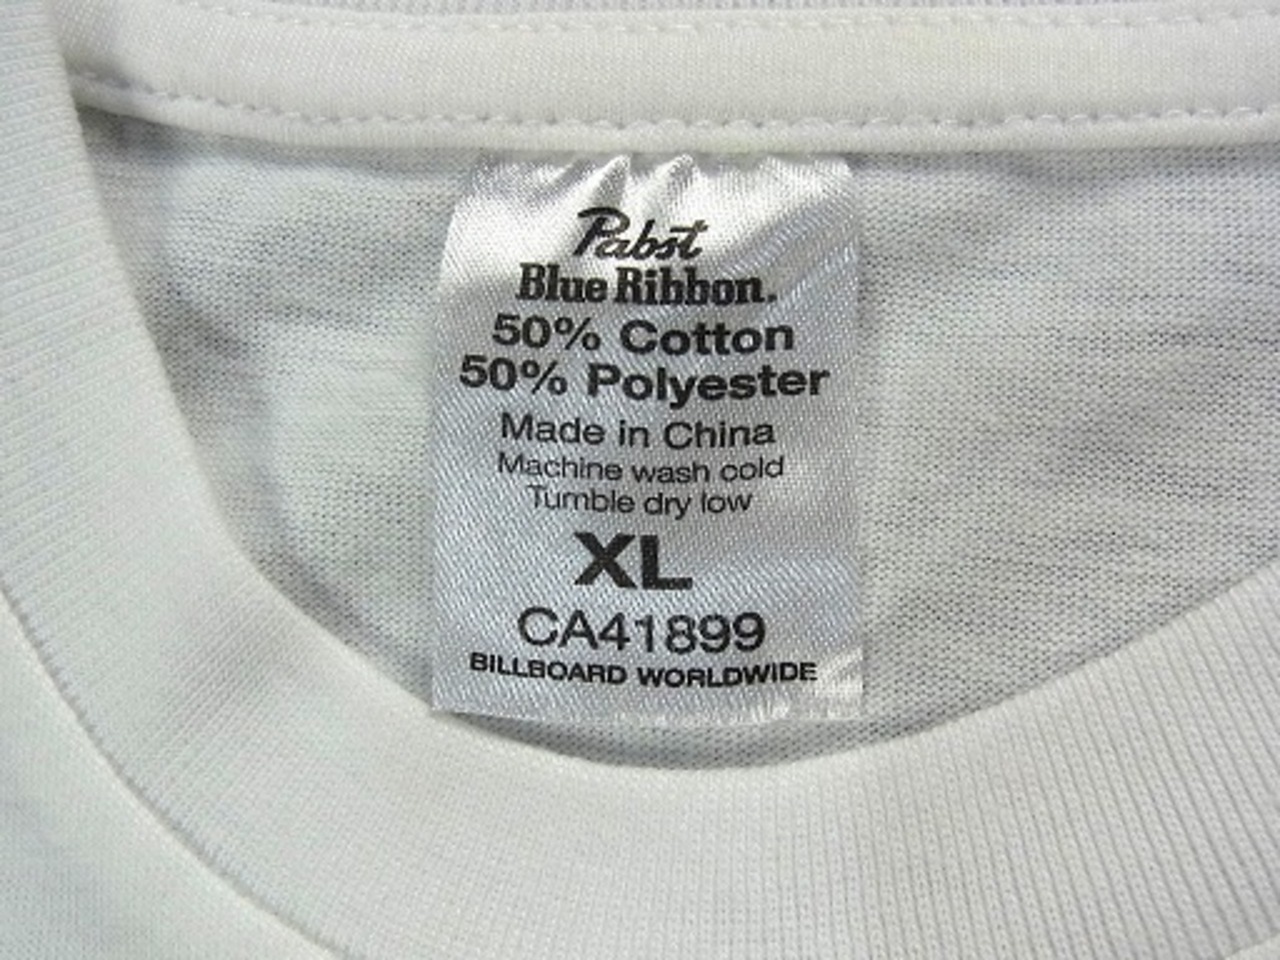 Pabst
Blue Ribbon.
50% Cotton
50% Polyester
Made in China
Machine wash cold
Tumble dry low
XL
CA41899
BILLBOARD WORLDWIDE